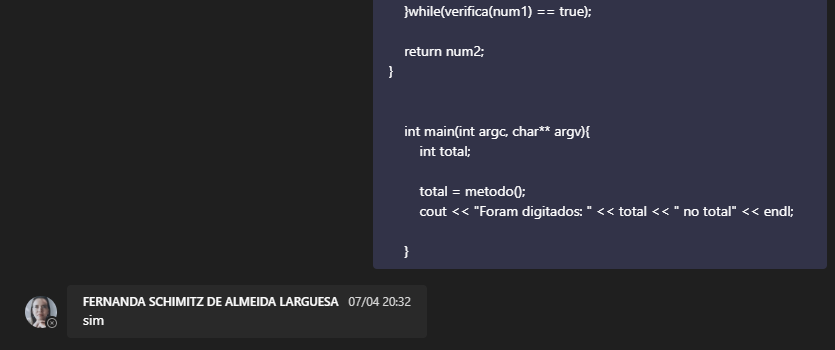 }while(verifica(num1) == true);
return num2;
}
int main(int argc, char** argv){
int total;
total = metodo();
cout << "Foram digitados: " << total << " no total" << endl;
}
FERNANDA SCHIMITZ DE ALMEIDA LARGUESA 07/04 20:32
sim